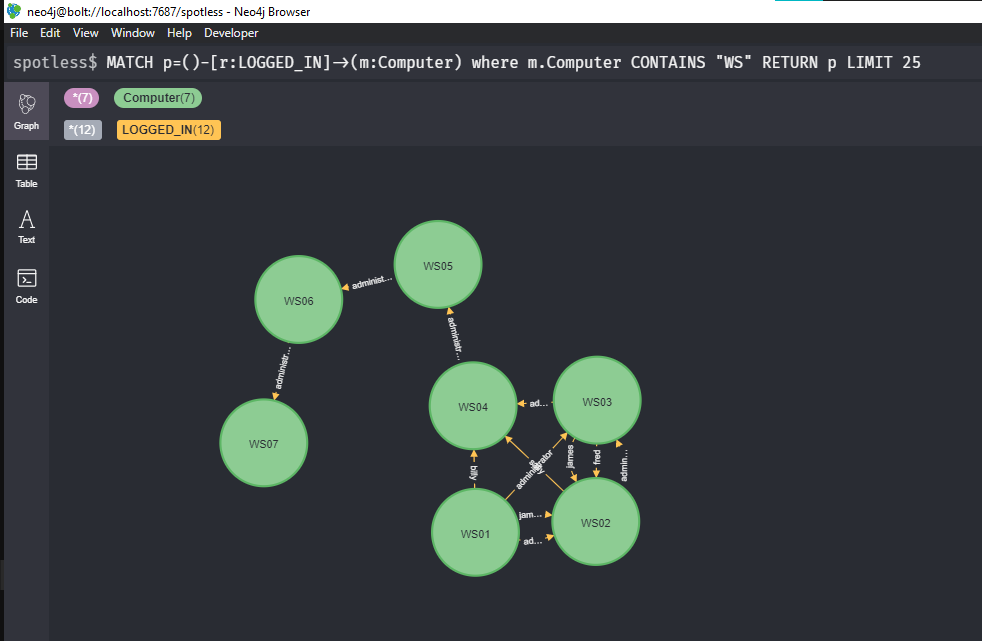 neo4j@bolt://localhost:7687/spotless - Neo4j Browser
File Edit View Window Help Developer
spotless$ MATCH p=()-[r:LOGGED_IN]→(m:Computer) where m.Computer CONTAINS "WS" RETURN p LIMIT 25
*(7) Computer(7)
Graph
*(12) LOGGED_IN(12)
Table
Text
Code
WS05
administ...
WS06
administr...
administr...
WS03
ad...
WS04
WS07
james
fred
admin...
administrator
billy
jam...
WS02
WS01
ad...